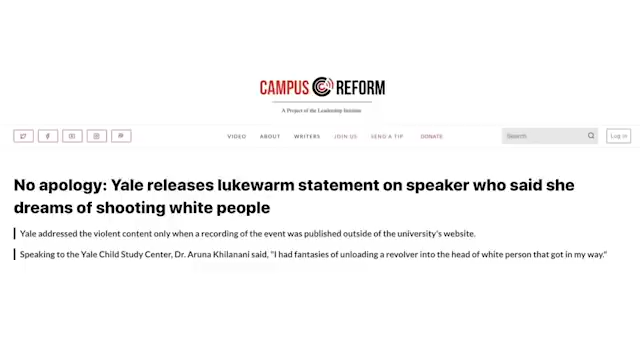 CAMPUS REFORM
A Project of the Leadership Institute
VIDEO ABOUT WRITERS JOIN US SEND A TIP DONATE Search Log in
No apology: Yale releases lukewarm statement on speaker who said she
dreams of shooting white people
Yale addressed the violent content only when a recording of the event was published outside of the university's website.
Speaking to the Yale Child Study Center, Dr. Aruna Khilanani said, "I had fantasies of unloading a revolver into the head of white person that got in my way."